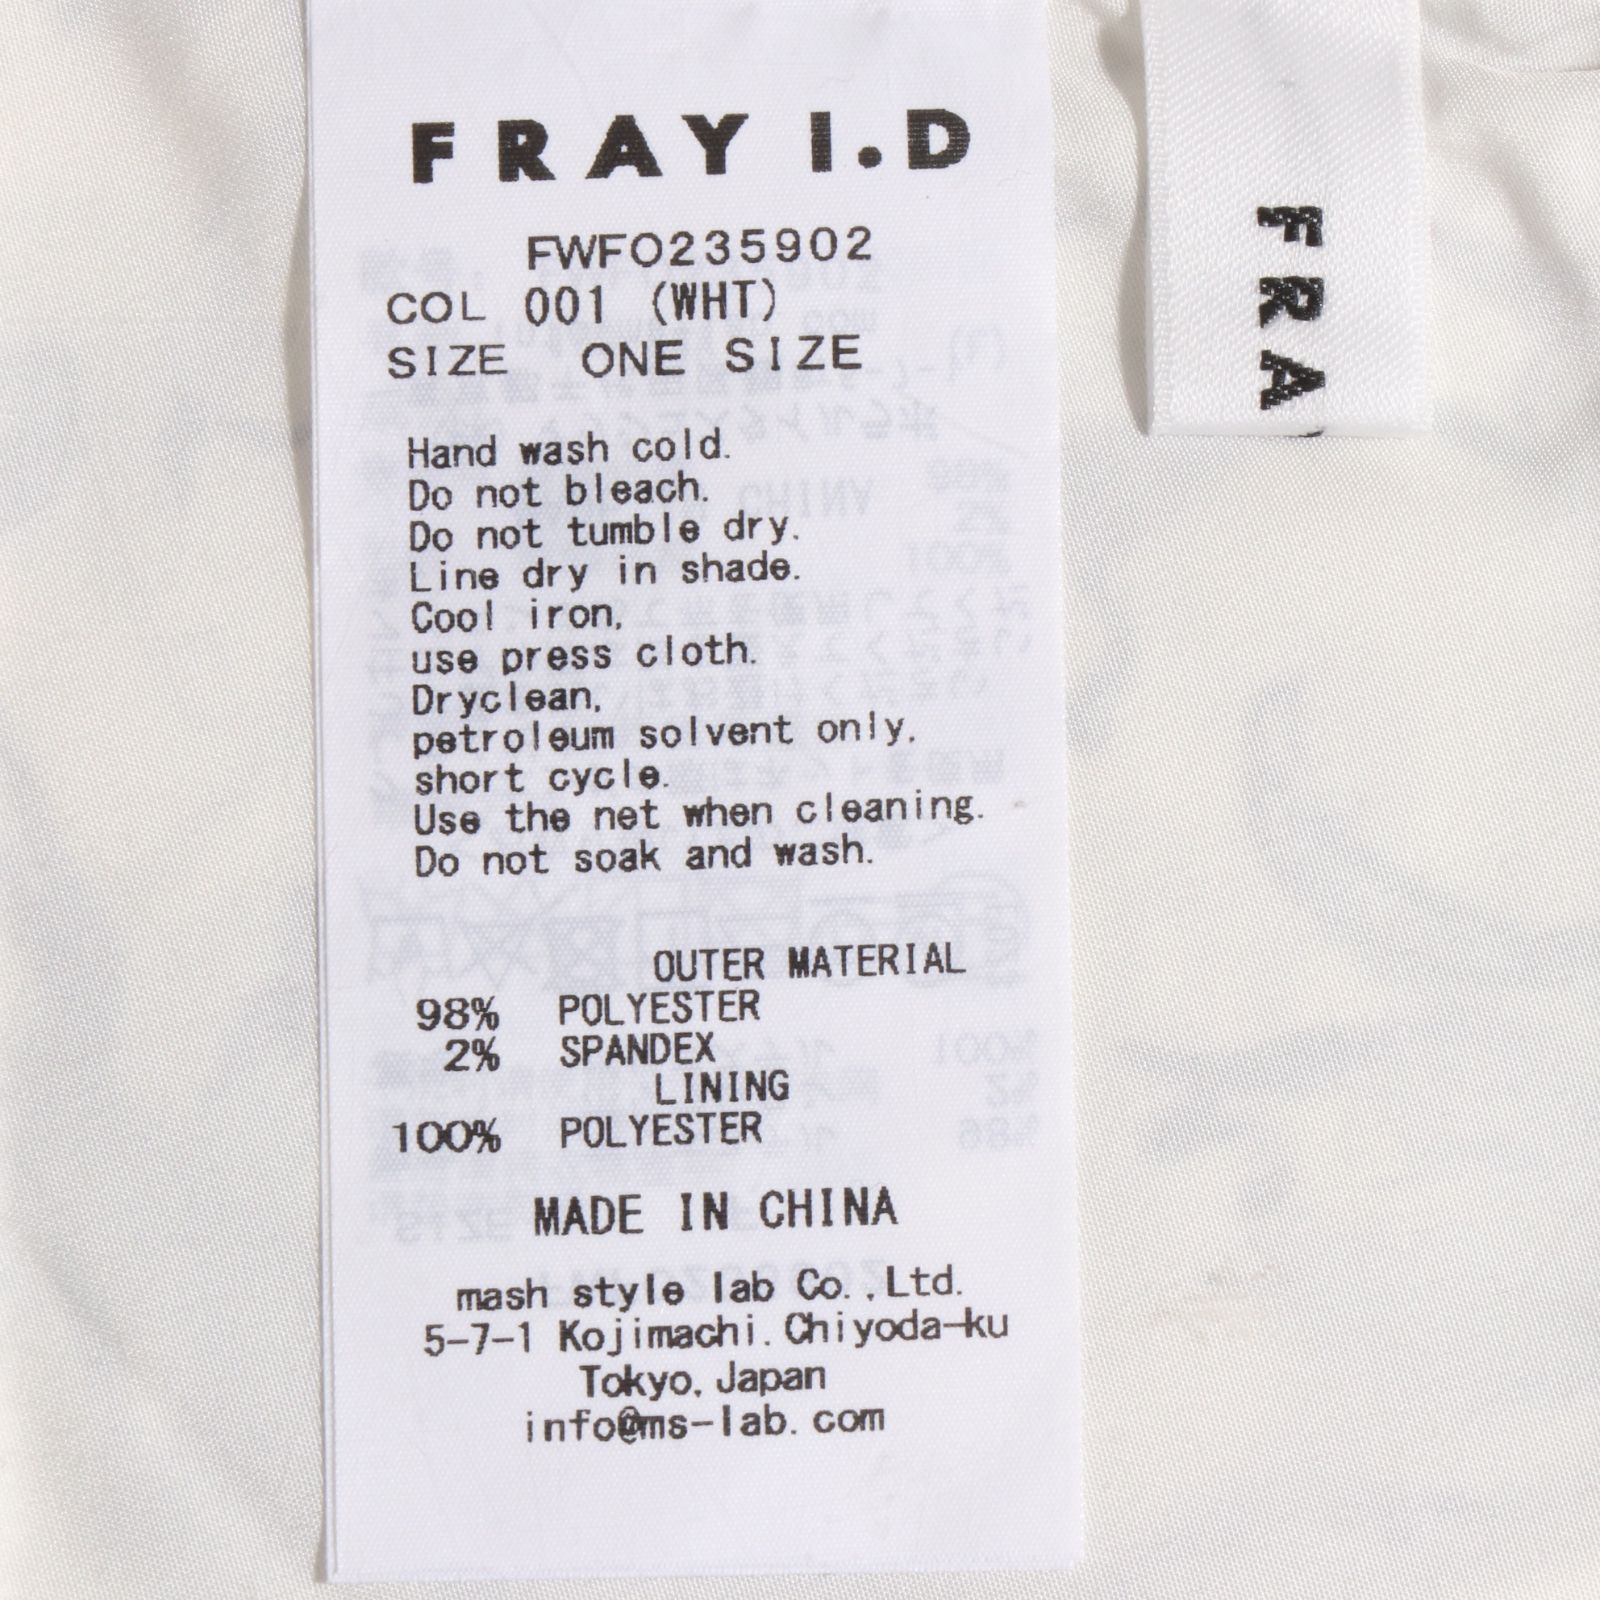 FRAY I.D
FWFO235902
COL 001 (WHT)
SIZE ONE SIZE
Hand wash cold.
Do not bleach.
Do not tumble dry.
Line dry in shade.
Cool iron,
use press cloth.
Dryclean,
petroleum solvent only,
short cycle.
Use the net when cleaning.
Do not soak and wash.
OUTER MATERIAL
98% POLYESTER
2% SPANDEX
LINING
100% POLYESTER
MADE IN CHINA
mash style lab Co.,Ltd.
5-7-1 Kojimachi. Chiyoda-ku
Tokyo, Japan
info@ms-lab.com
FRA